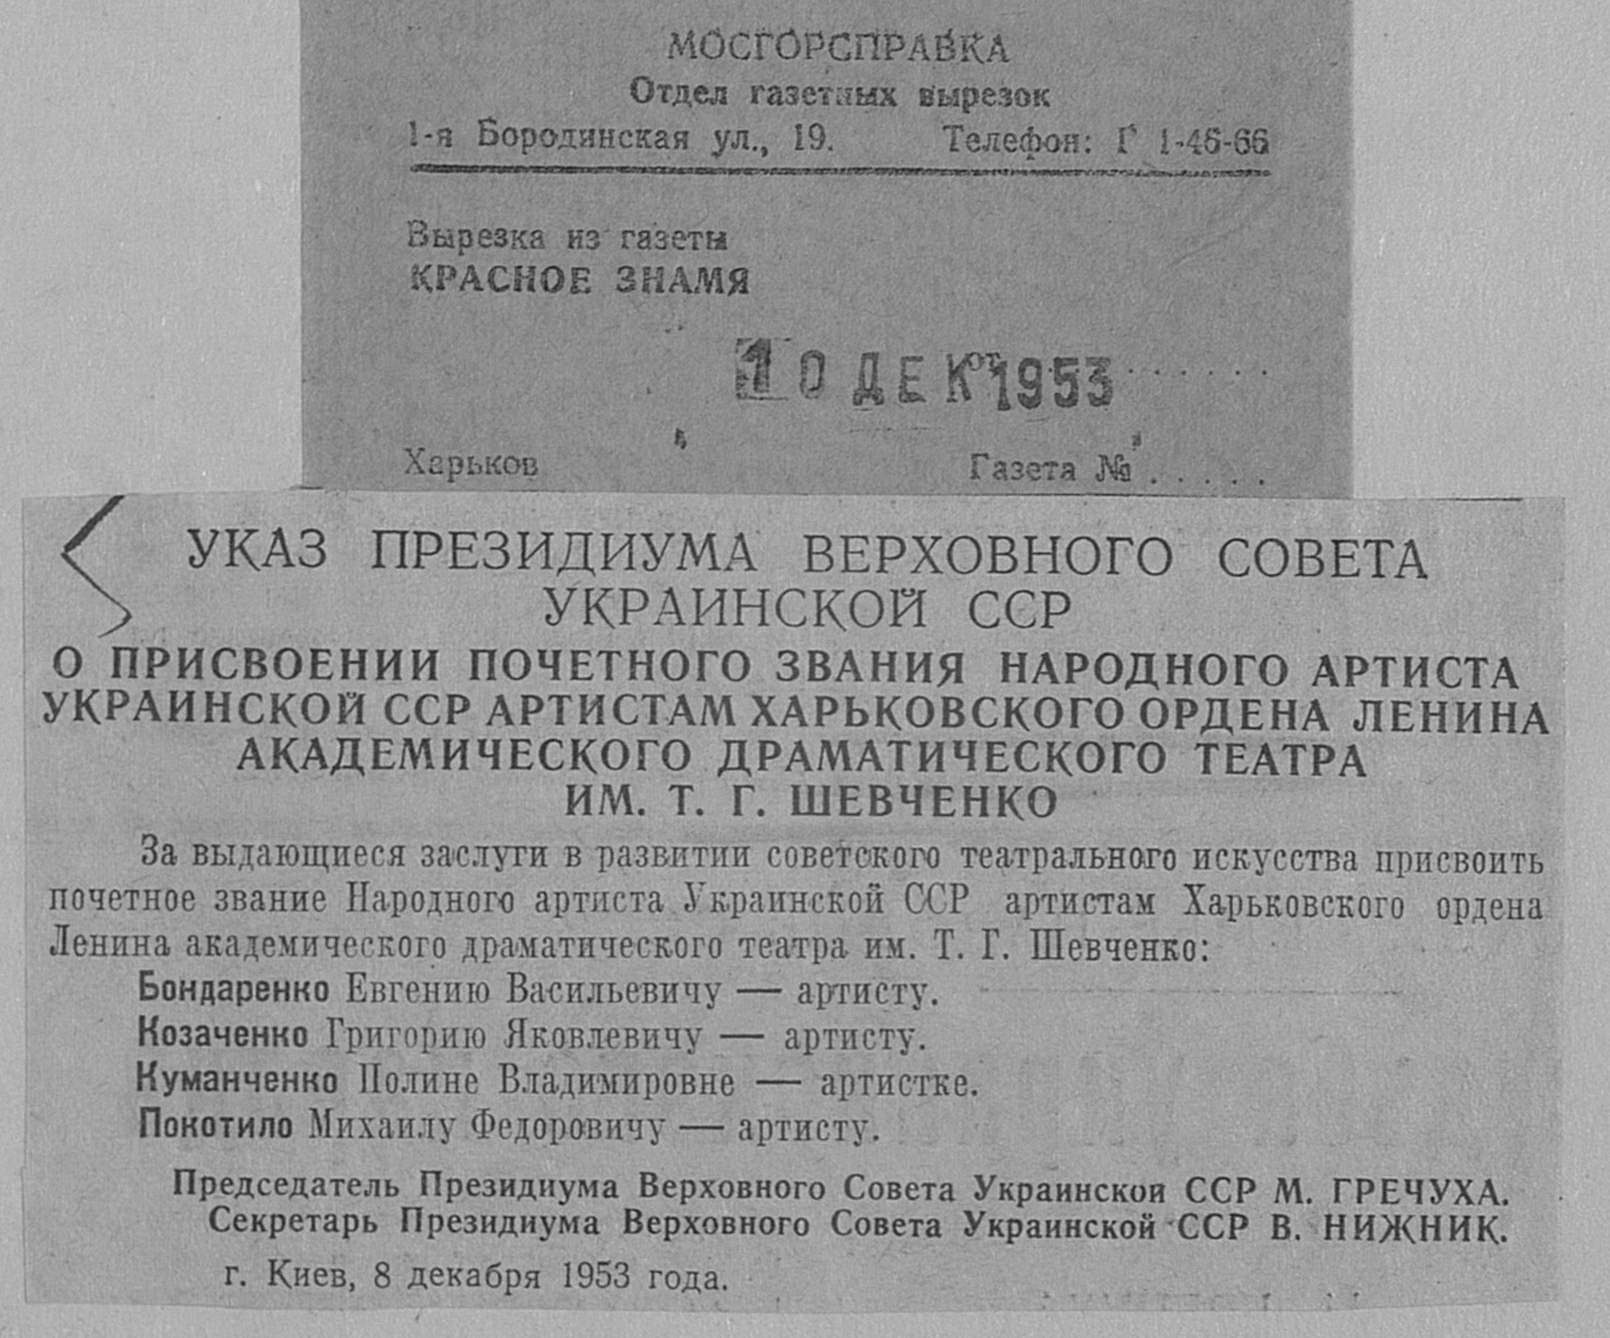 МОСГОРСПРАВКА
Отдел газетных вырезок
1-я Бородинская ул., 19. Телефон: Г 1-46-66
Вырезка из газеты
КРАСНОЕ ЗНАМЯ
от . . . . . .
10 ДЕК 1953
Харьков Газета № . . . . .
УКАЗ ПРЕЗИДИУМА ВЕРХОВНОГО СОВЕТА
УКРАИНСКОЙ ССР
О ПРИСВОЕНИИ ПОЧЕТНОГО ЗВАНИЯ НАРОДНОГО АРТИСТА
УКРАИНСКОЙ ССР АРТИСТАМ ХАРЬКОВСКОГО ОРДЕНА ЛЕНИНА
АКАДЕМИЧЕСКОГО ДРАМАТИЧЕСКОГО ТЕАТРА
ИМ. Т. Г. ШЕВЧЕНКО
За выдающиеся заслуги в развитии советского театрального искусства присвоить
почетное звание Народного артиста Украинской ССР артистам Харьковского ордена
Ленина академического драматического театра им. Т. Г. Шевченко:
Бондаренко Евгению Васильевичу — артисту.
Козаченко Григорию Яковлевичу — артисту.
Куманченко Полине Владимировне — артистке.
Покотило Михаилу Федоровичу — артисту.
Председатель Президиума Верховного Совета Украинской ССР М. ГРЕЧУХА.
Секретарь Президиума Верховного Совета Украинской ССР В. НИЖНИК.
г. Киев, 8 декабря 1953 года.